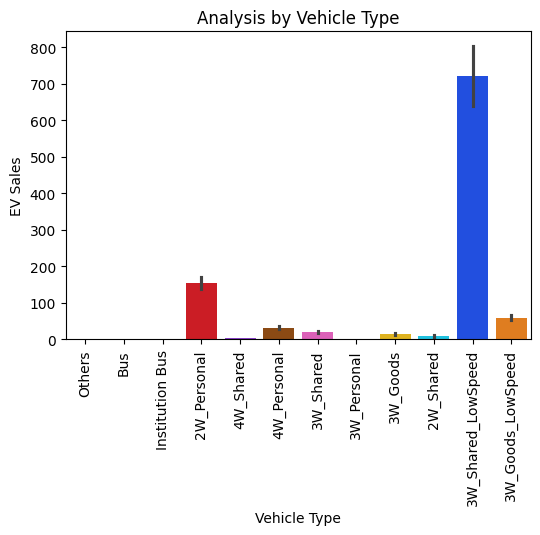 Analysis by Vehicle Type
EV Sales
800
700
600
500
400
300
200
100
0
Others
Bus
Institution Bus
2W_Personal
4W_Shared
4W_Personal
3W_Shared
3W_Personal
3W_Goods
2W_Shared
3W_Shared_LowSpeed
3W_Goods_LowSpeed
Vehicle Type